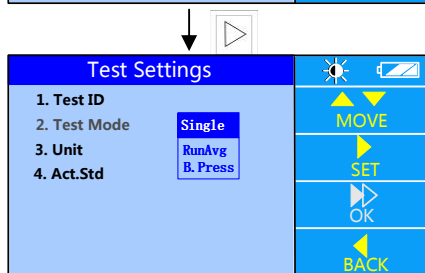 Test Settings
1. Test ID
2. Test Mode
3. Unit
4. Act.Std
Single
RunAvg
B. Press
MOVE
SET
OK
BACK